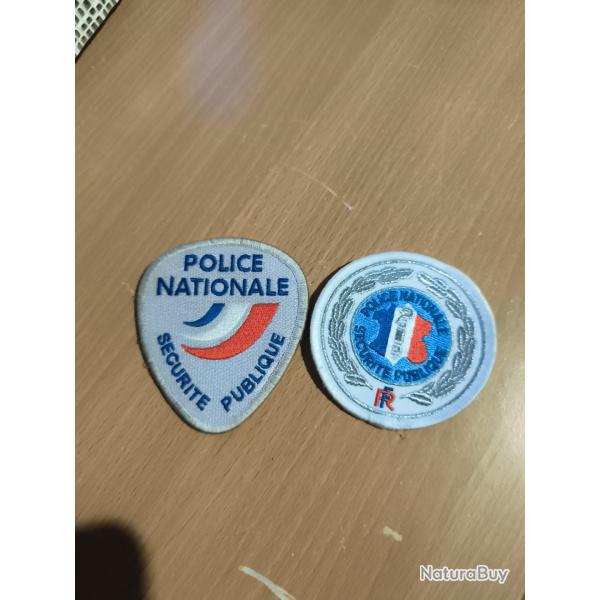 POLICE
NATIONALE
SECURITE PUBLIQUE
POLICE NATIONALE
SECURITE PUBLIQUE
RF
NaturaBuy